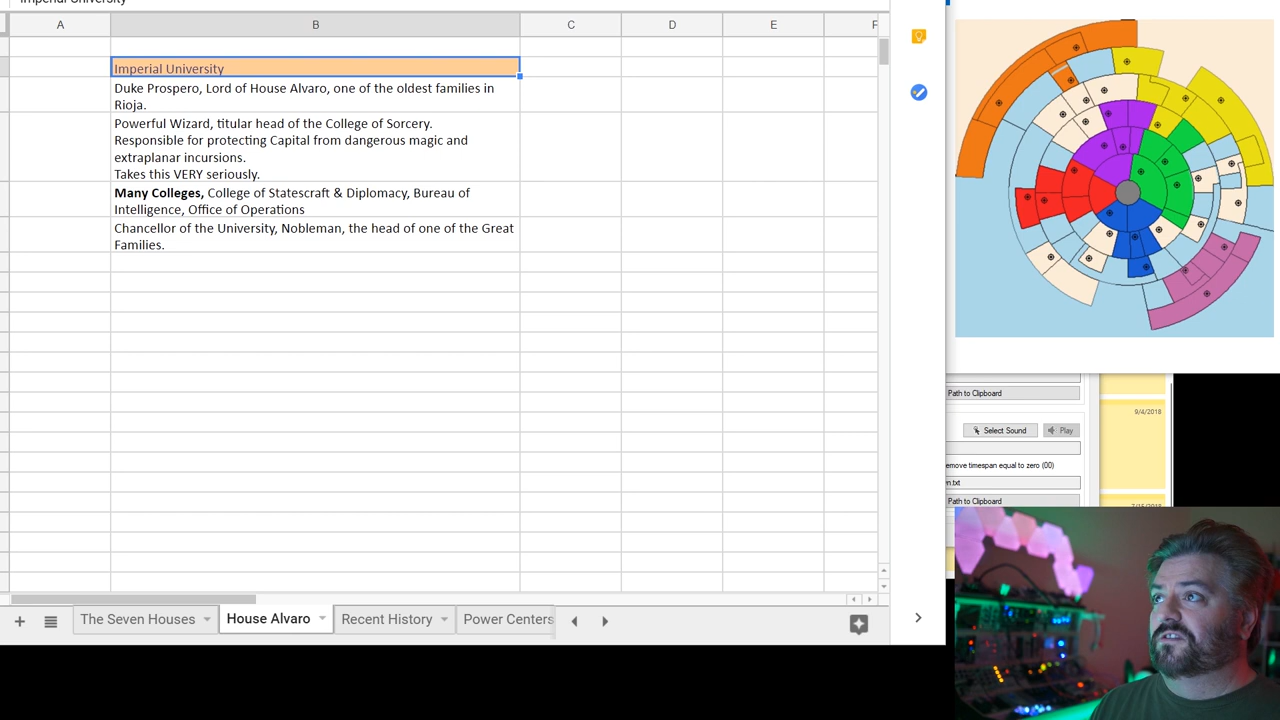 Imperial University
A B C D E F
Imperial University
Duke Prospero, Lord of House Alvaro, one of the oldest families in
Rioja.
Powerful Wizard, titular head of the College of Sorcery.
Responsible for protecting Capital from dangerous magic and
extraplanar incursions.
Takes this VERY seriously.
Many Colleges, College of Statescraft & Diplomacy, Bureau of
Intelligence, Office of Operations
Chancellor of the University, Nobleman, the head of one of the Great
Families.
The Seven Houses House Alvaro Recent History Power Centers
Path to Clipboard
9/4/2018
Select Sound Play
emove timespan equal to zero (00)
n.txt
Path to Clipboard